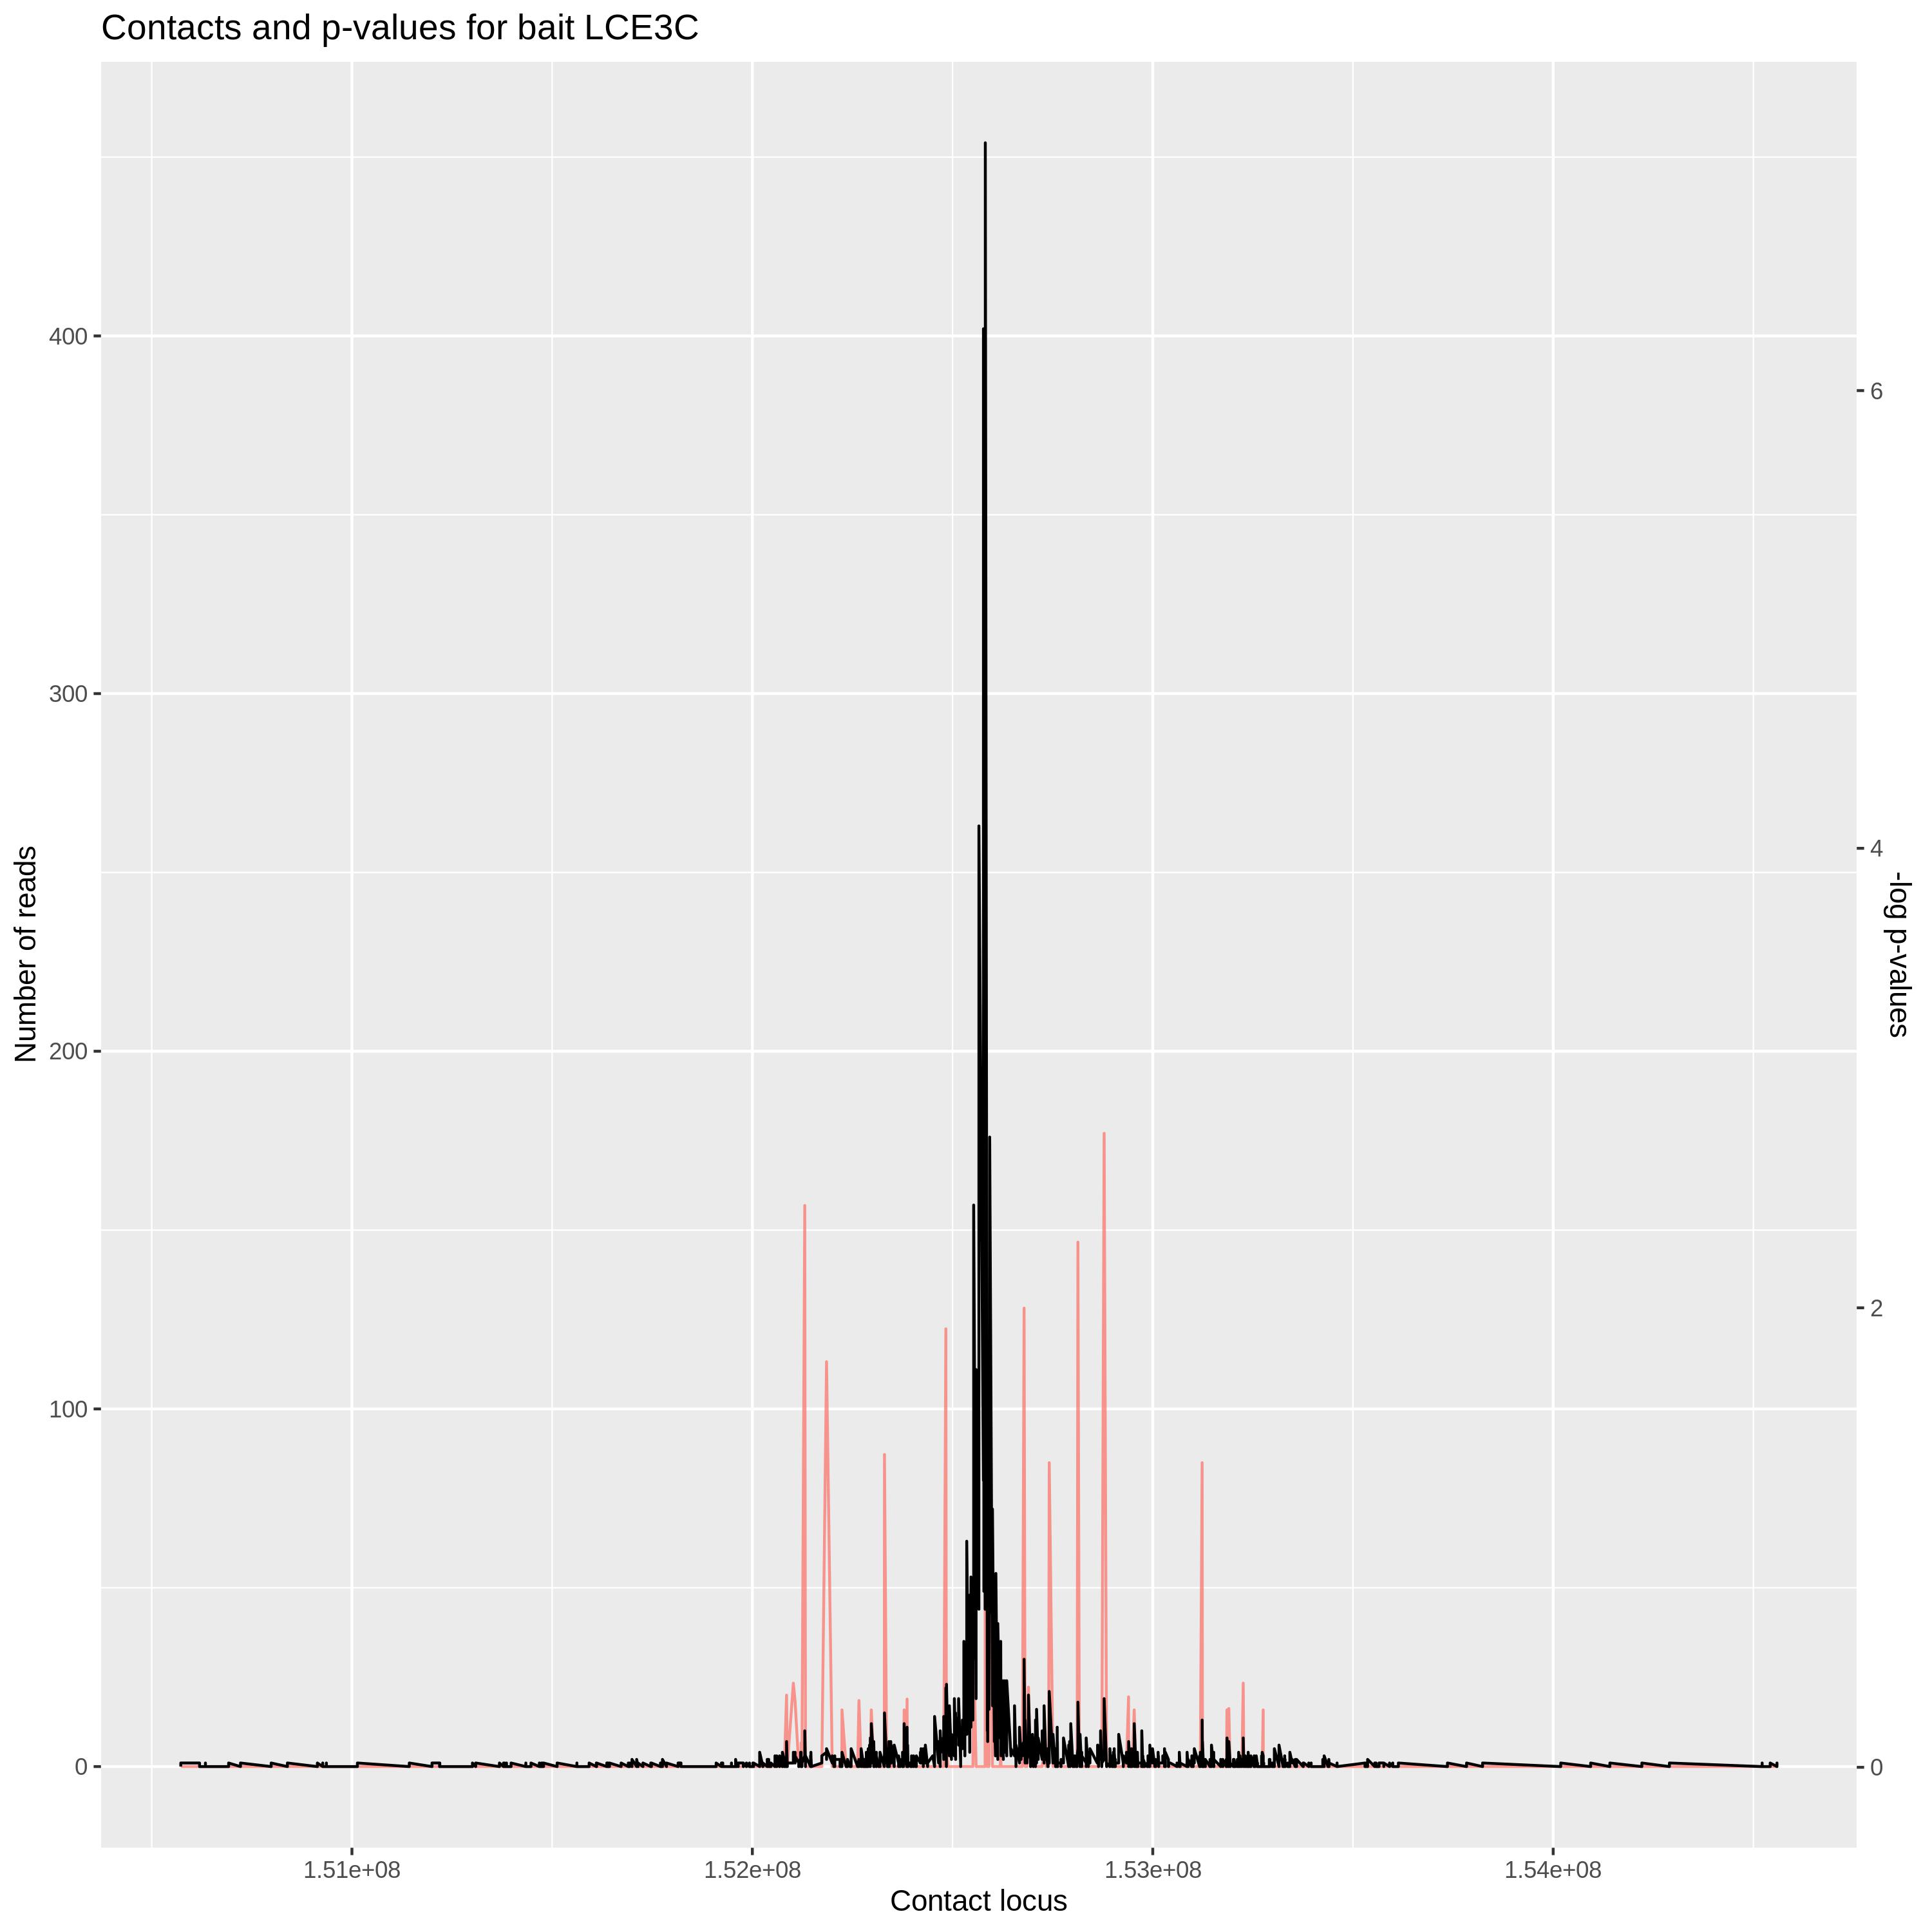 Contacts and p-values for bait LCE3C
Number of reads
400
300
200
100
0
6
4
2
0
-log p-values
1.51e+08
1.52e+08
1.53e+08
1.54e+08
Contact locus